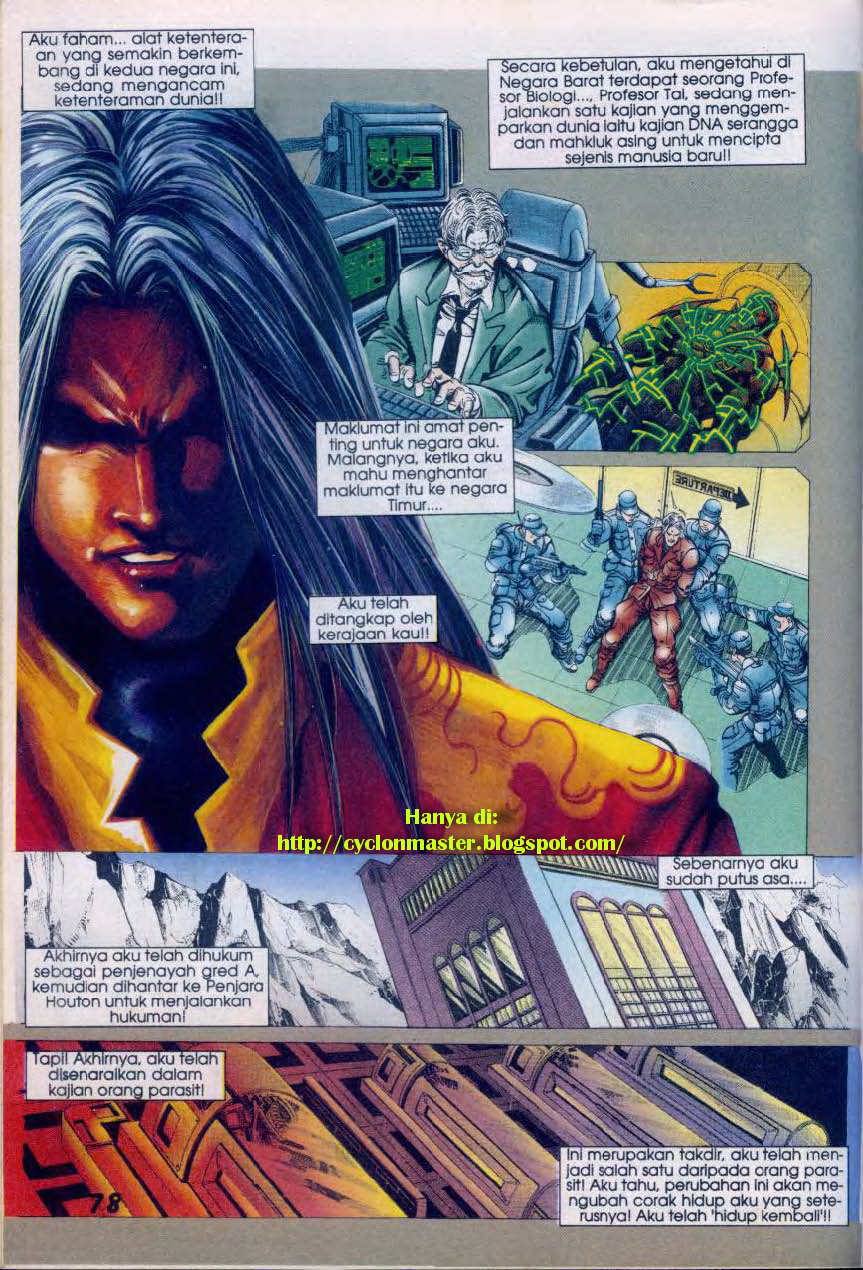 Aku faham... alat ketentera-
an yang semakin berkem-
bang di kedua negara ini,
sedang mengancam
ketenteraman dunia!!
Secara kebetulan, aku mengetahui di
Negara Barat terdapat seorang Profe-
sor Biologi..., Profesor Tai, sedang men-
jalankan satu kajian yang menggem-
parkan dunia iaitu kajian DNA serangga
dan mahkluk asing untuk mencipta
sejenis manusia baru!!
Maklumat ini amat pen-
ting untuk negara aku.
Malangnya, ketika aku
mahu menghantar
maklumat itu ke negara
Timur....
DEPARTURE
Aku telah
ditangkap oleh
kerajaan kau!!
Hanya di:
http://cyclonmaster.blogspot.com/
Sebenarnya aku
sudah putus asa....
Akhirnya aku telah dihukum
sebagai penjenayah gred A,
kemudian dihantar ke Penjara
Houton untuk menjalankan
hukuman!
Tapi! Akhirnya, aku telah
disenaraikan dalam
kajian orang parasit!
Ini merupakan takdir, aku telah men-
jadi salah satu daripada orang para-
sit! Aku tahu, perubahan ini akan me-
ngubah corak hidup aku yang sete-
rusnya! Aku telah 'hidup kembali'!!
78